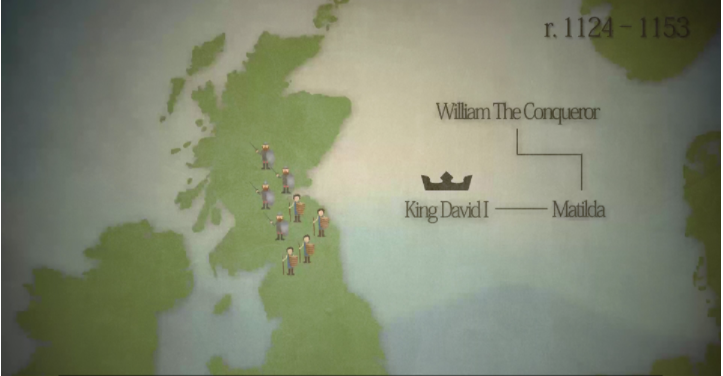 r. 1124 - 1153
William The Conqueror
King David I
Matilda